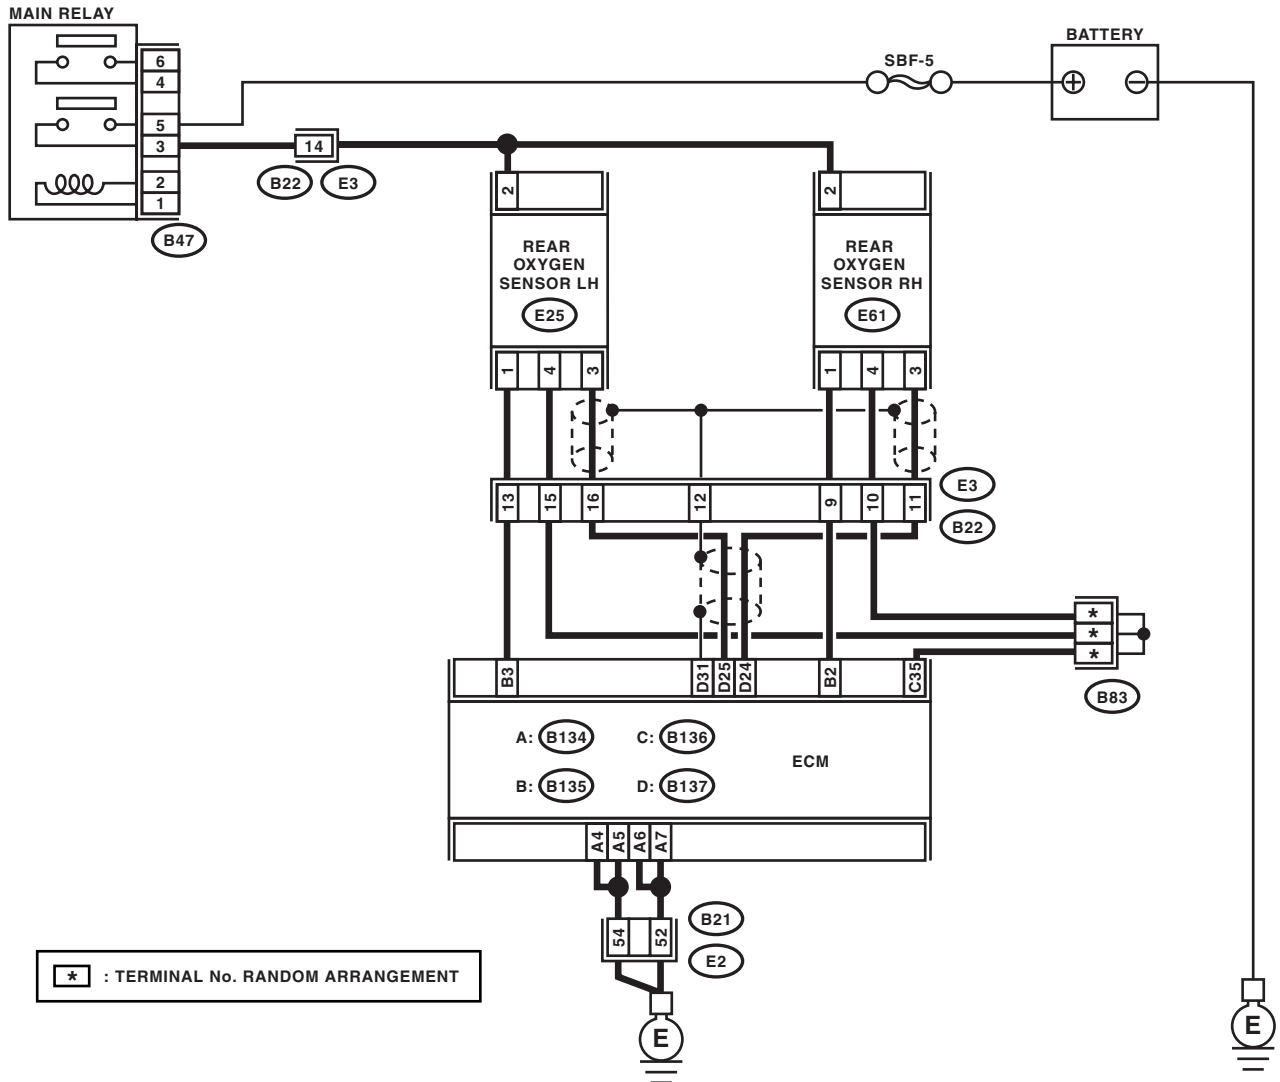 MAIN RELAY
6
4
5
3
2
1
B47
14
B22
E3
SBF-5
BATTERY
+
−
2
REAR
OXYGEN
SENSOR LH
E25
1
4
3
2
REAR
OXYGEN
SENSOR RH
E61
1
4
3
13
15
16
12
9
10
11
E3
B22
*
*
*
B83
B3
D31
D25
D24
B2
C35
A: B134
C: B136
B: B135
D: B137
ECM
A4
A5
A6
A7
54
52
B21
E2
E
E
* : TERMINAL No. RANDOM ARRANGEMENT